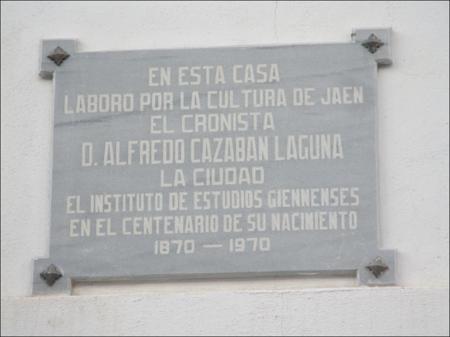 EN ESTA CASA
LABORO POR LA CULTURA DE JAEN
EL CRONISTA
D. ALFREDO CAZABAN LAGUNA
LA CIUDAD
EL INSTITUTO DE ESTUDIOS GIENNENSES
EN EL CENTENARIO DE SU NACIMIENTO
1870 — 1970